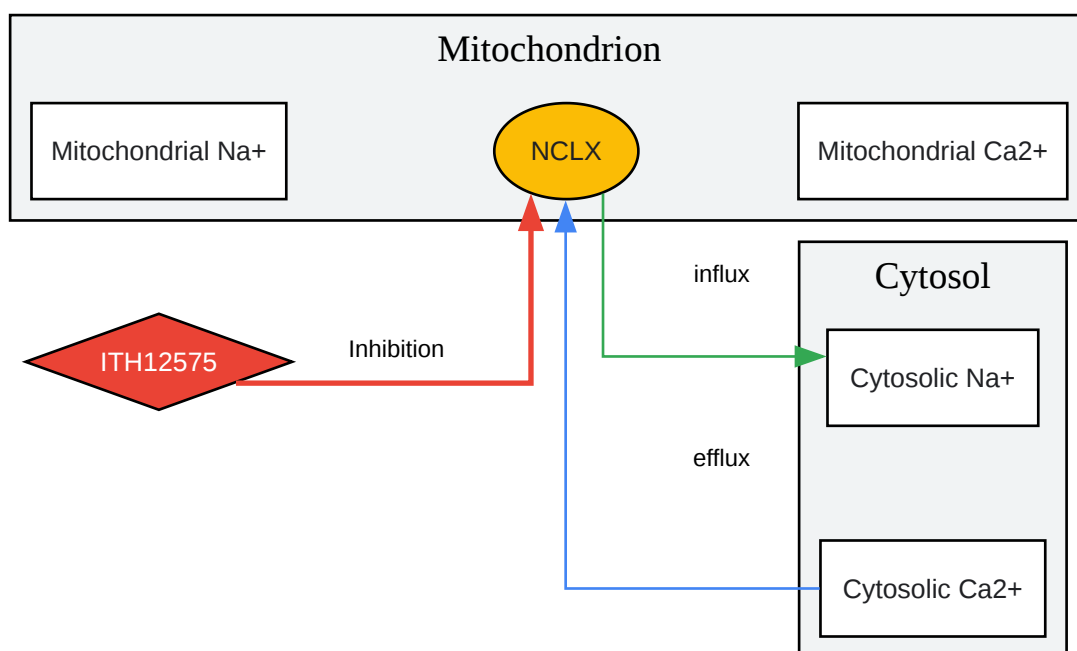 Mitochondrion
Mitochondrial Na+
NCLX
Mitochondrial Ca2+
influx
Cytosol
ITH12575
Inhibition
Cytosolic Na+
efflux
Cytosolic Ca2+